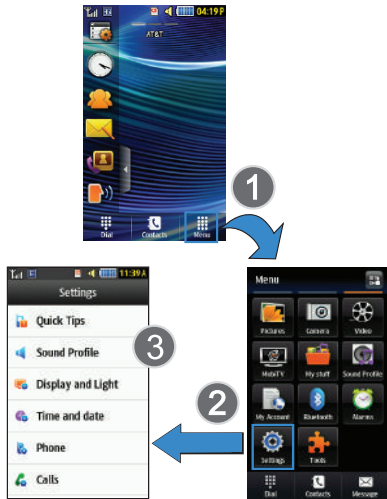 04:19P
AT&T
Dial Contacts Menu
1
11:39A
Settings
Quick Tips
Sound Profile
Display and Light
Time and date
Phone
Calls
3
2
Menu
Pictures Camera Video
MobiTV My stuff Sound Profile
My Account Bluetooth Alarms
Settings Tools
Dial Contacts Message